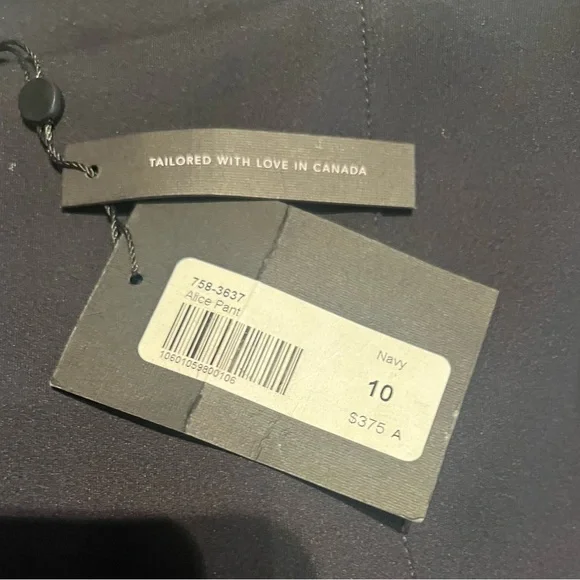 TAILORED WITH LOVE IN CANADA
758-3637
Alice Pant
10601059800106
Navy
10
$375 A